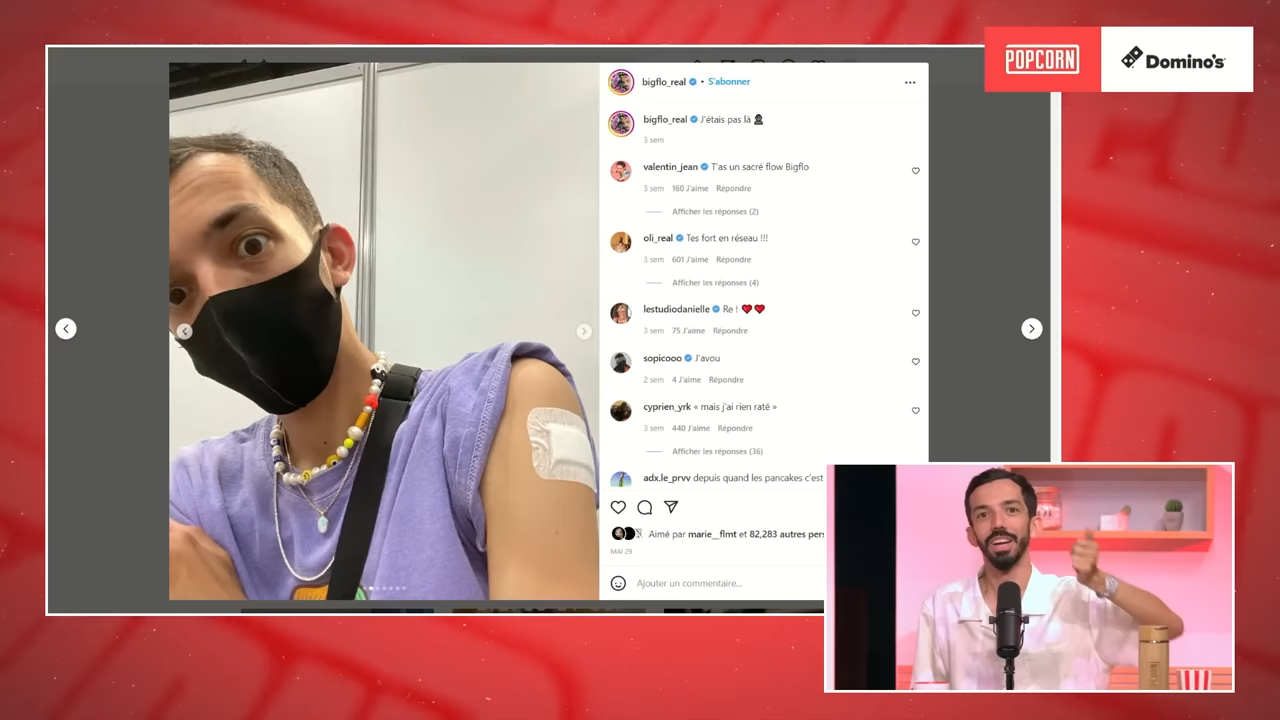 POPCORN
Domino's
bigflo_real • S'abonner
bigflo_real J'étais pas là
3 sem
valentin_jean T'as un sacré flow Bigflo
3 sem 160 J'aime Répondre
Afficher les réponses (2)
oli_real Tes fort en réseau !!!
3 sem 601 J'aime Répondre
Afficher les réponses (4)
lestudiodanielle Re !
3 sem 75 J'aime Répondre
sopicooo J'avou
2 sem 4 J'aime Répondre
cyprien_yrk « mais j'ai rien raté »
3 sem 440 J'aime Répondre
Afficher les réponses (36)
adx.le_prvv depuis quand les pancakes c'est
Aimé par marie__flmt et 82,283 autres pers
MAI 29
Ajouter un commentaire...